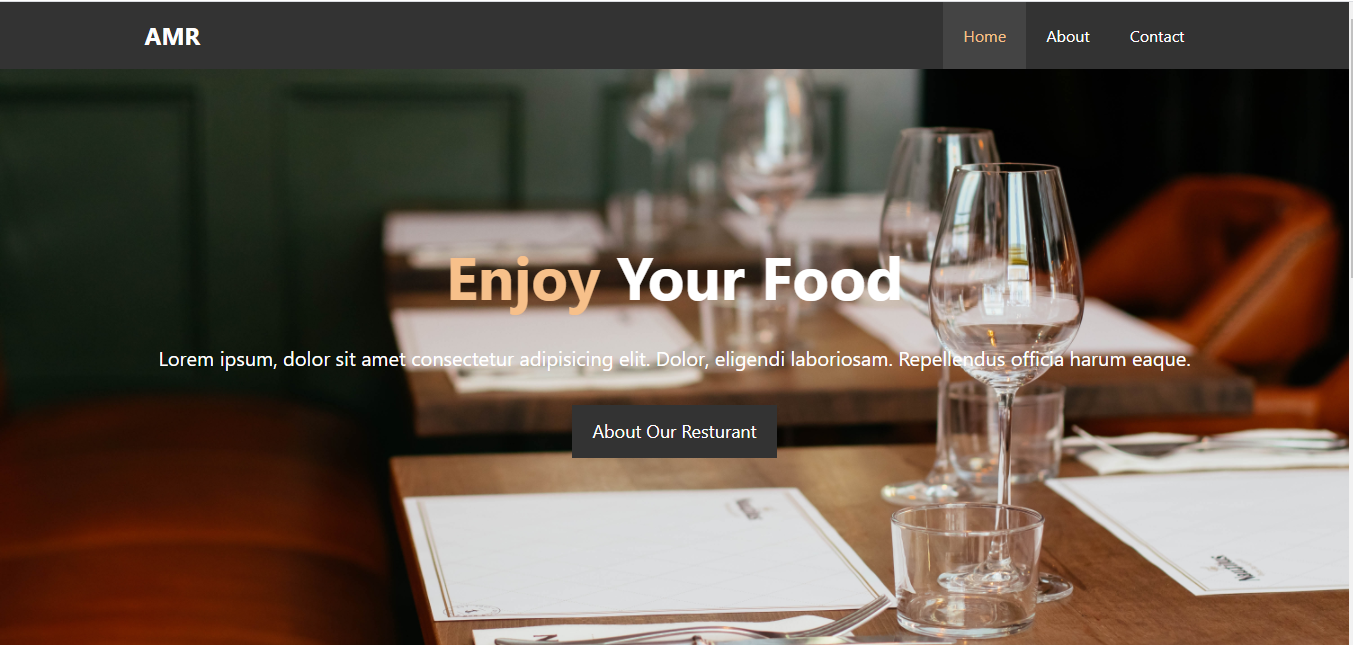 AMR
Home
About
Contact
Enjoy Your Food
Lorem ipsum, dolor sit amet consectetur adipisicing elit. Dolor, eligendi laboriosam. Repellendus officia harum eaque.
About Our Resturant